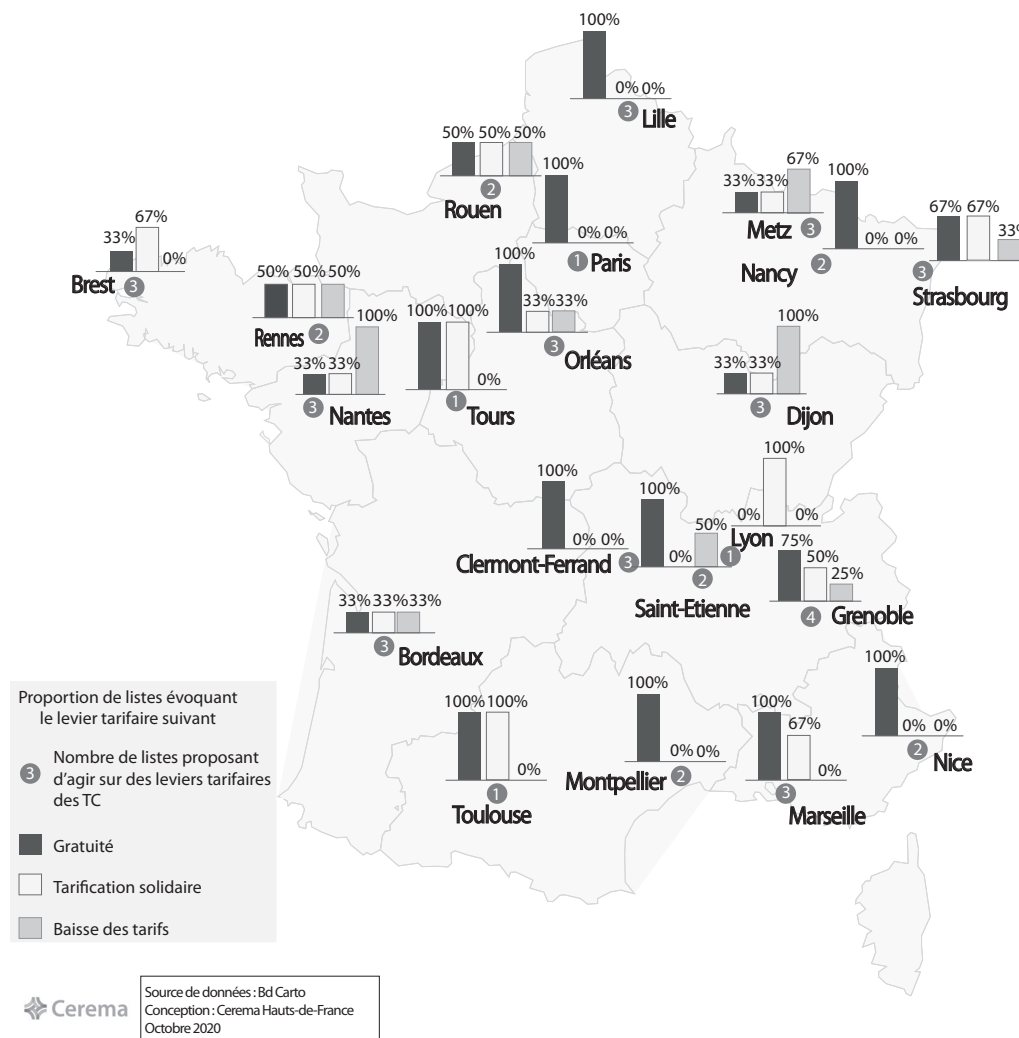 100%
0% 0%
3 Lille
50% 50% 50%
2
Rouen
100%
0% 0%
1 Paris
33% 33% 67%
Metz 3
100%
0% 0%
Nancy 2
67% 67% 33%
3
Strasbourg
33% 67% 0%
Brest 3
50% 50% 50%
Rennes 2
33% 33% 100%
3 Nantes
100% 100%
0%
1 Tours
100%
33% 33%
3 Orléans
33% 33% 100%
3 Dijon
100%
0% 0%
Clermont-Ferrand 3
100%
0% 50%
2
Saint-Etienne
100%
0% 0%
1 Lyon
75%
50%
25%
4 Grenoble
33% 33% 33%
3 Bordeaux
100% 100%
0%
1
Toulouse
100%
0% 0%
Montpellier 2
100%
67%
0%
3
Marseille
100%
0% 0%
2 Nice
Proportion de listes évoquant
le levier tarifaire suivant
3 Nombre de listes proposant
d'agir sur des leviers tarifaires
des TC
Gratuité
Tarification solidaire
Baisse des tarifs
Cerema
Source de données : Bd Carto
Conception : Cerema Hauts-de-France
Octobre 2020